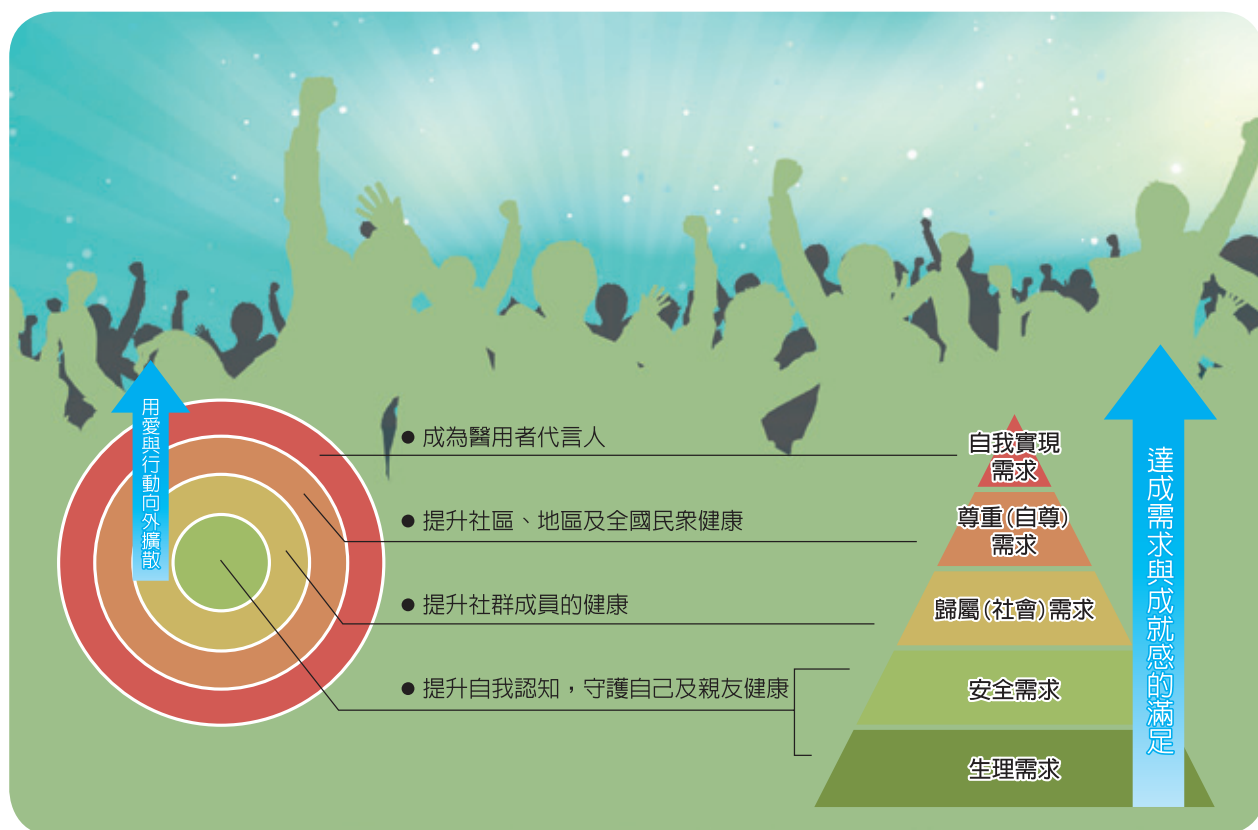 用愛與行動向外擴散
● 成為醫用者代言人
● 提升社區、地區及全國民眾健康
● 提升社群成員的健康
● 提升自我認知，守護自己及親友健康
自我實現
需求
尊重(自尊)
需求
歸屬(社會)需求
安全需求
生理需求
達成需求與成就感的滿足